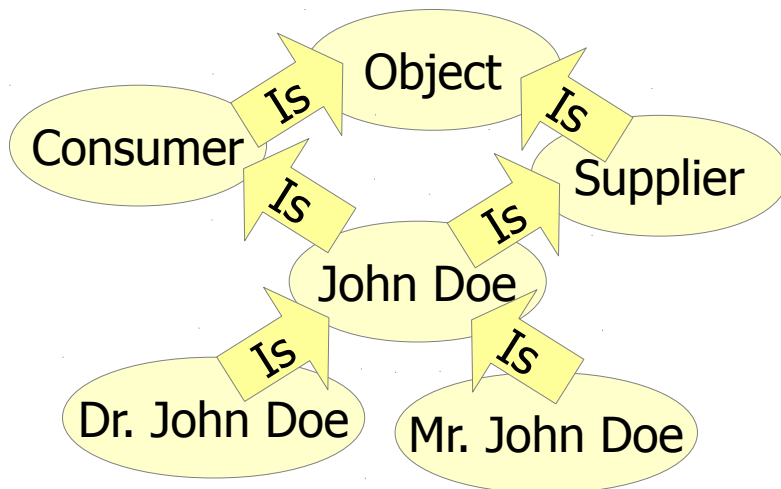 Object
Is
Is
Consumer
Supplier
Is
Is
John Doe
Is
Is
Dr. John Doe
Mr. John Doe